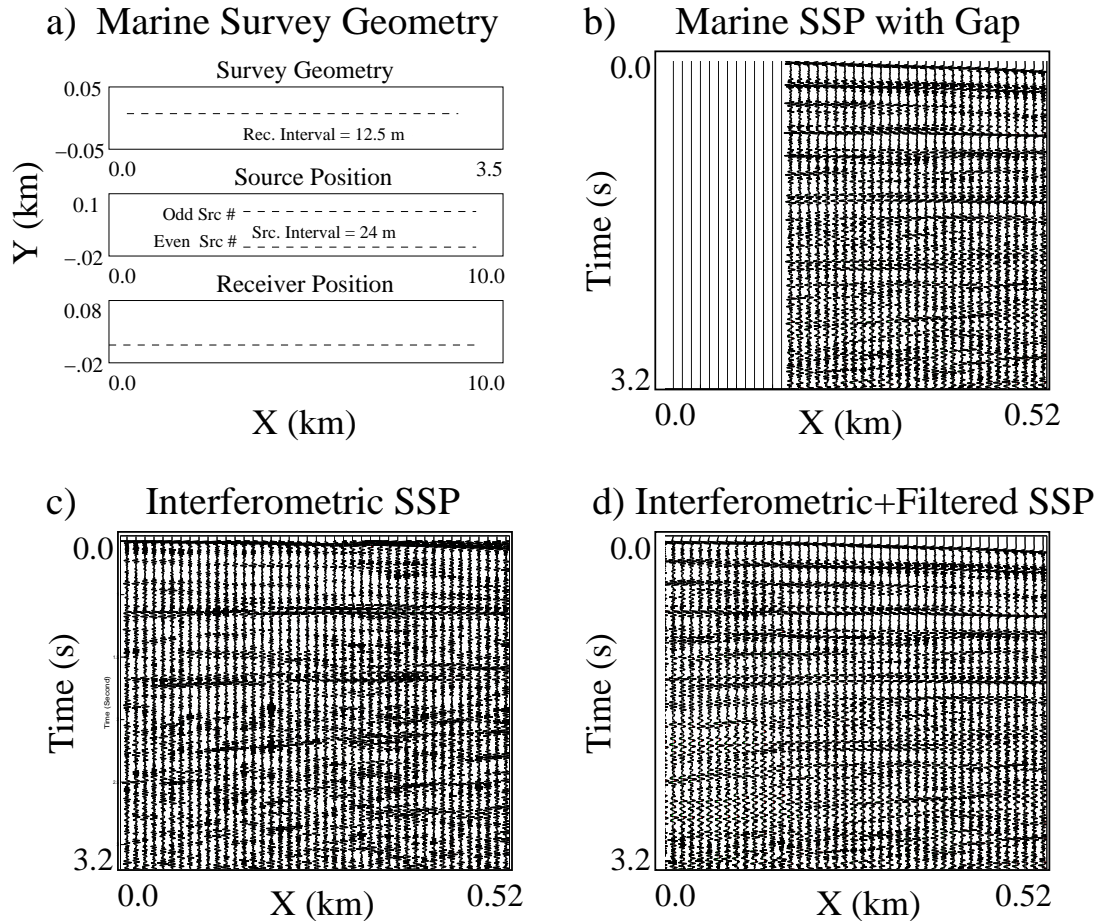 a) Marine Survey Geometry
Survey Geometry
0.05
Rec. Interval = 12.5 m
−0.05
0.0 3.5
Source Position
0.1
Odd Src #
Src. Interval = 24 m
Even Src #
−.02
0.0 10.0
Receiver Position
0.08
−.02
0.0 10.0
Y (km)
X (km)
b) Marine SSP with Gap
0.0
Time (s)
3.2
0.0 0.52
X (km)
c) Interferometric SSP
0.0
Time (s)
Time (Second)
3.2
0.0 0.52
X (km)
d) Interferometric+Filtered SSP
0.0
Time (s)
3.2
0.0 0.52
X (km)